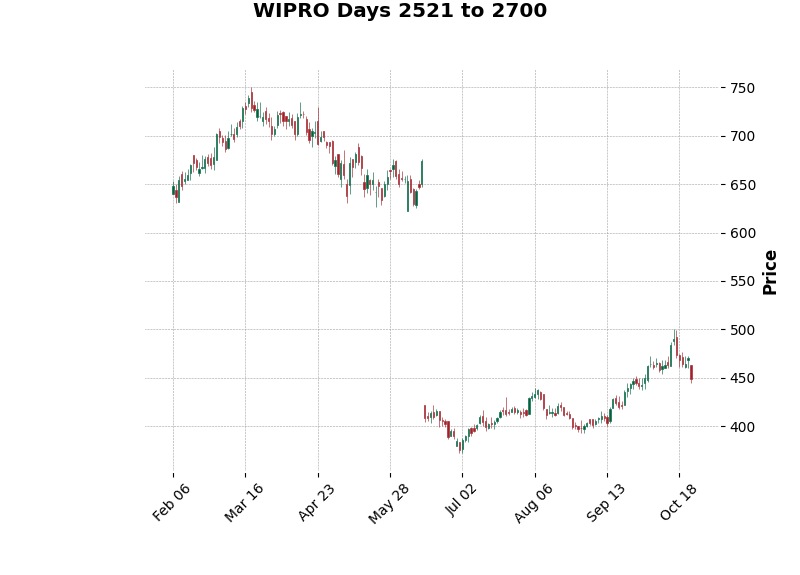 WIPRO Days 2521 to 2700
750
700
650
600
550
500
450
400
Price
Feb 06
Mar 16
Apr 23
May 28
Jul 02
Aug 06
Sep 13
Oct 18